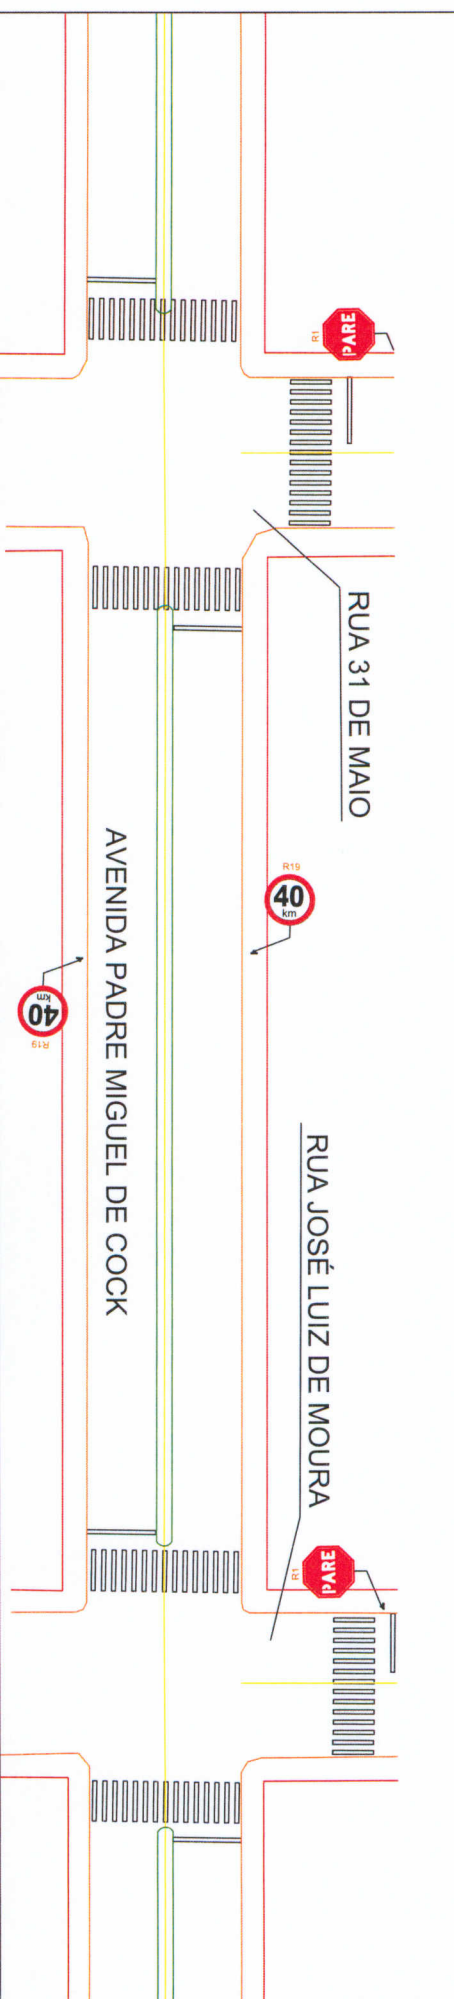 PARE
R1
RUA 31 DE MAIO
R19
40
km
AVENIDA PADRE MIGUEL DE COCK
40
km
R19
RUA JOSÉ LUIZ DE MOURA
PARE
R1